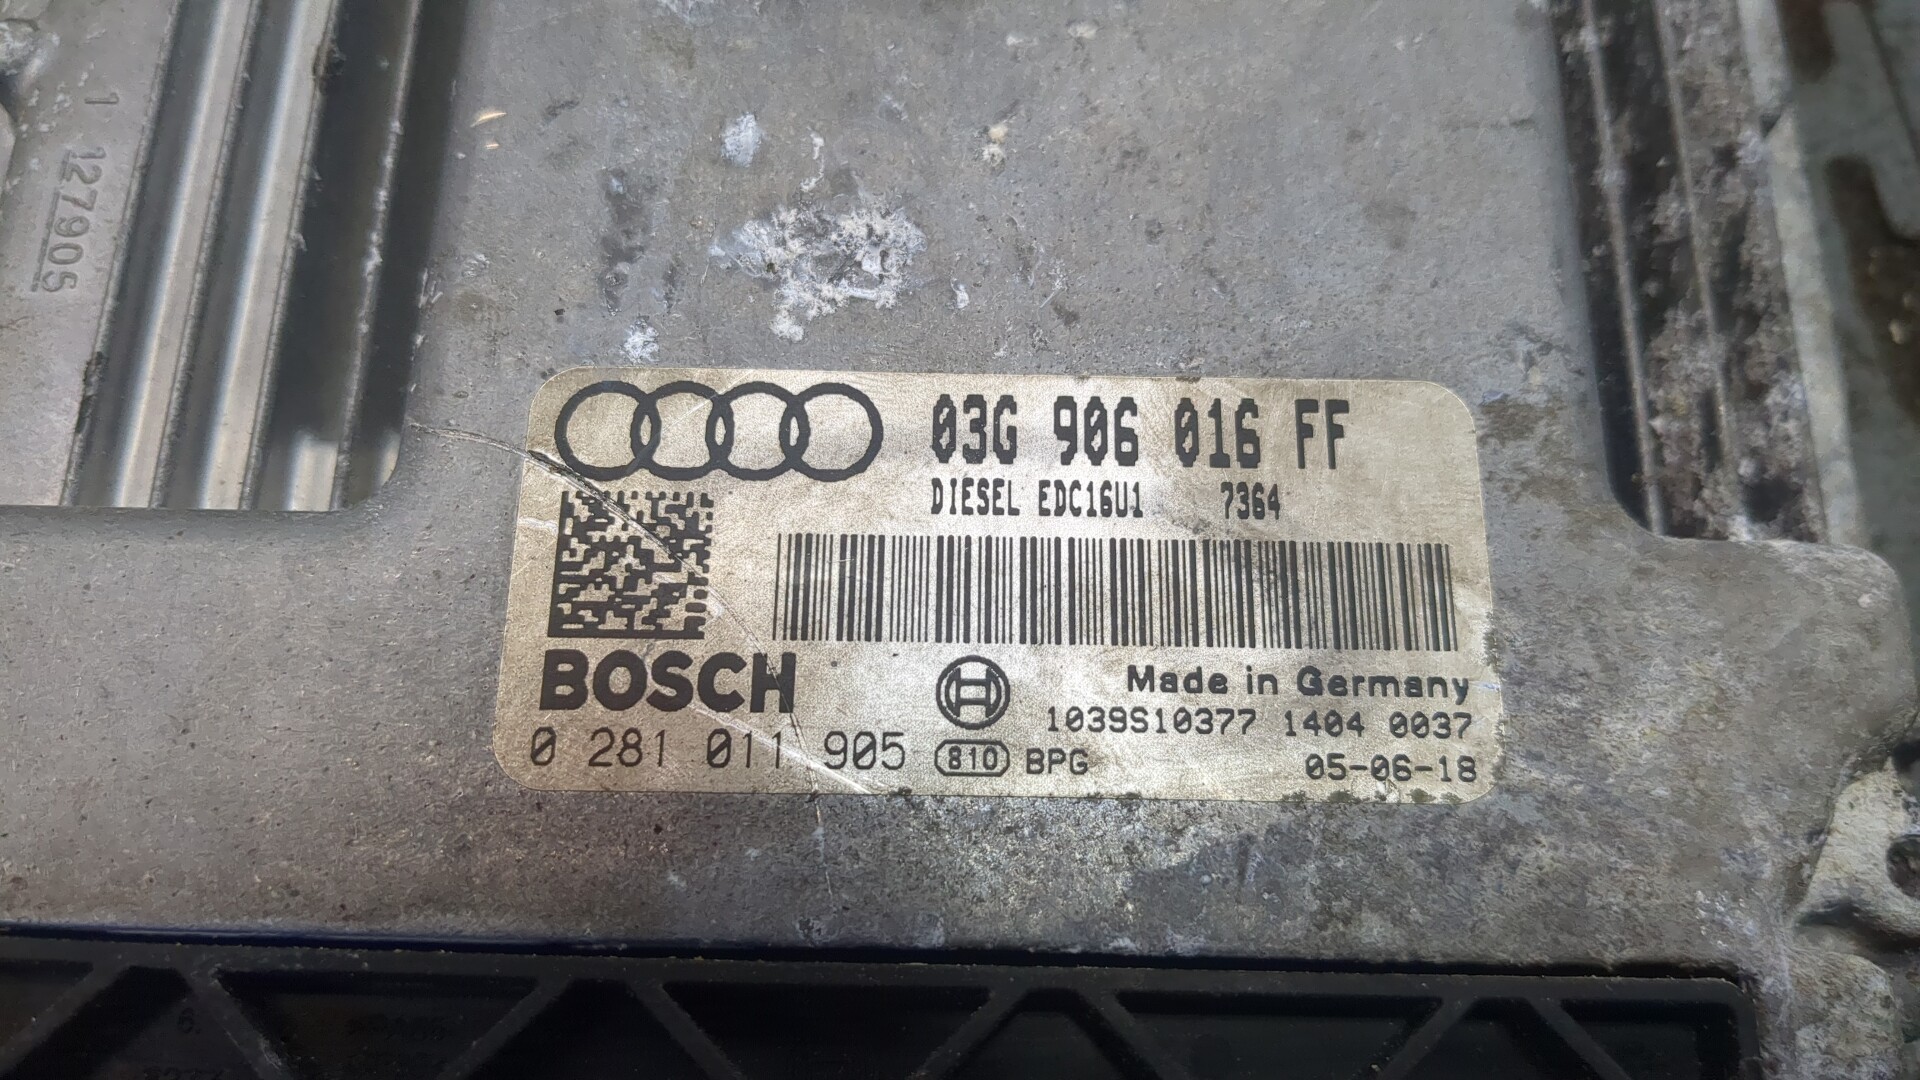 1 127905
03G 906 016 FF
DIESEL EDC16U1 7364
BOSCH
Made in Germany
1039S10377 1404 0037
0 281 011 905 810 BPG 05-06-18